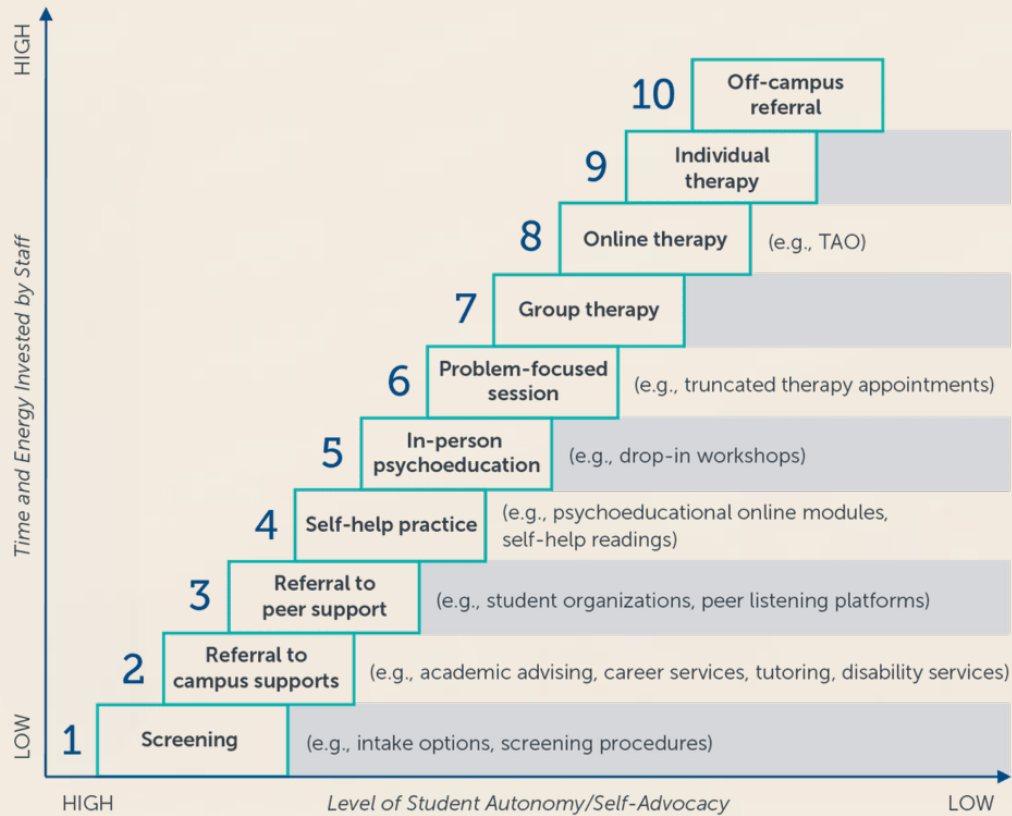 HIGH
Time and Energy Invested by Staff
LOW
10
Off-campus
referral
9
Individual
therapy
8
Online therapy
(e.g., TAO)
7
Group therapy
6
Problem-focused
session
(e.g., truncated therapy appointments)
5
In-person
psychoeducation
(e.g., drop-in workshops)
4
Self-help practice
(e.g., psychoeducational online modules,
self-help readings)
3
Referral to
peer support
(e.g., student organizations, peer listening platforms)
2
Referral to
campus supports
(e.g., academic advising, career services, tutoring, disability services)
1
Screening
(e.g., intake options, screening procedures)
HIGH
Level of Student Autonomy/Self-Advocacy
LOW